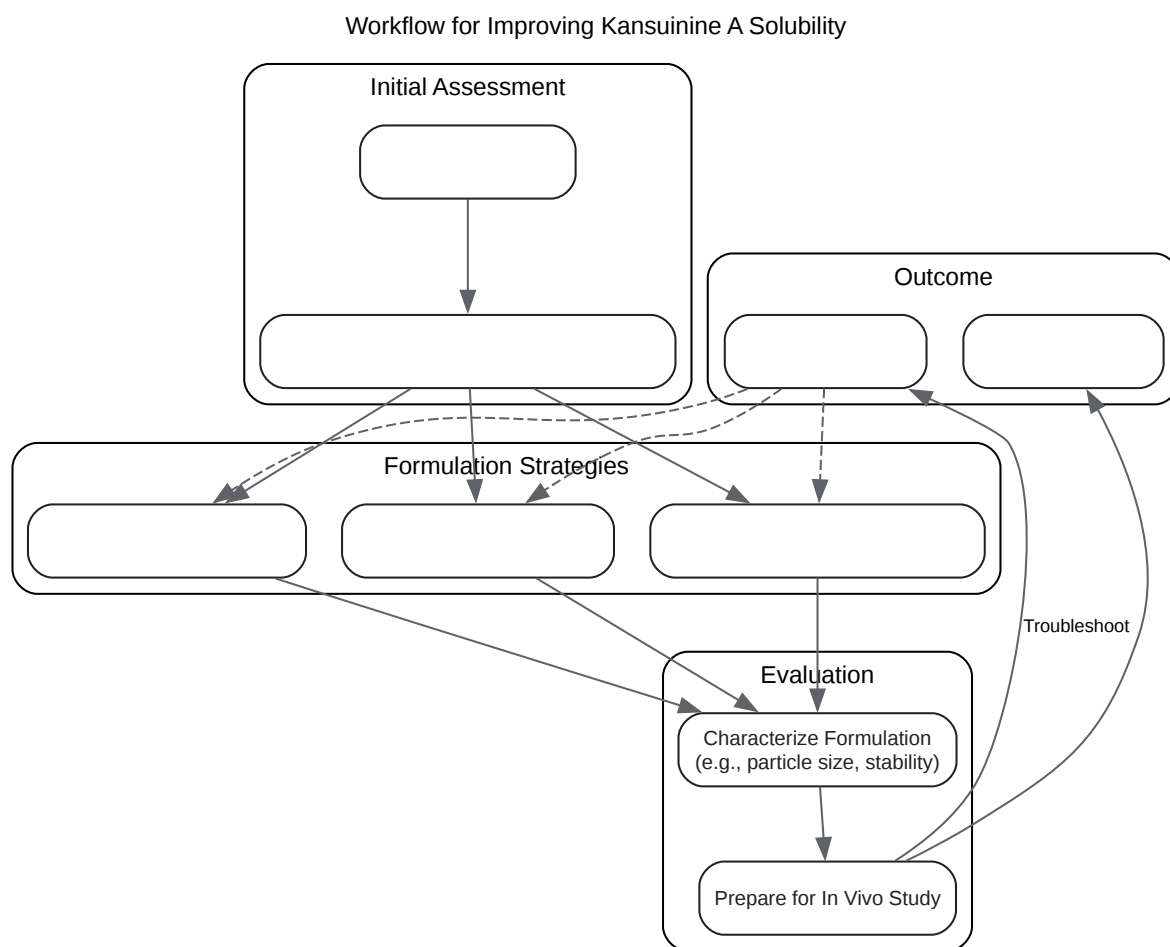 Workflow for Improving Kansuinine A Solubility
Initial Assessment
Outcome
Formulation Strategies
Troubleshoot
Evaluation
Characterize Formulation
(e.g., particle size, stability)
Prepare for In Vivo Study